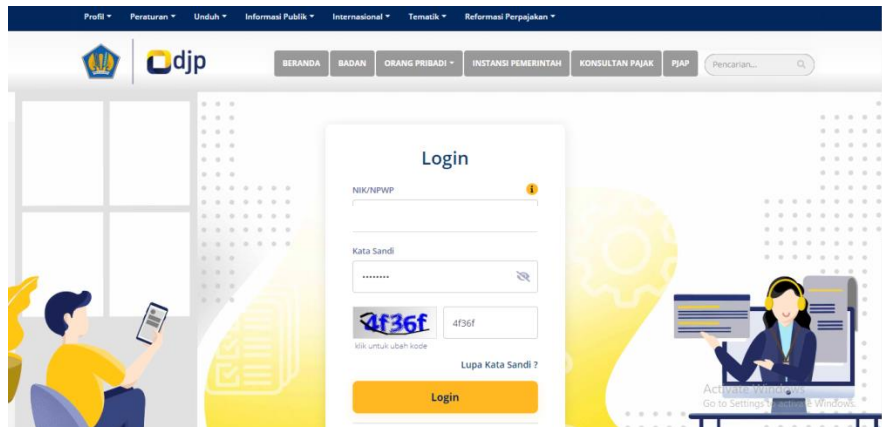 Profil Peraturan Unduh Informasi Publik Internasional Tematik Reformasi Perpajakan
djp
BERANDA BADAN ORANG PRIBADI INSTANSI PEMERINTAH KONSULTAN PAJAK PJAP Pencarian...
Login
NIK/NPWP
Kata Sandi
4f36f 4f36f
klik untuk ubah kode
Lupa Kata Sandi ?
Login
Activate Windows
Go to Settings to activate Windows.